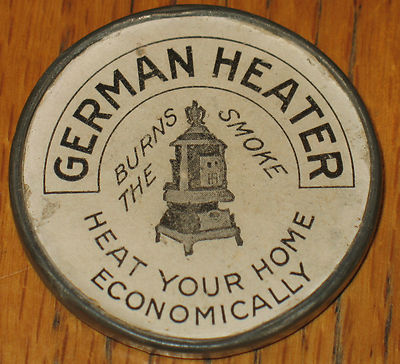 GERMAN HEATER
BURNS
THE
SMOKE
HEAT YOUR HOME
ECONOMICALLY